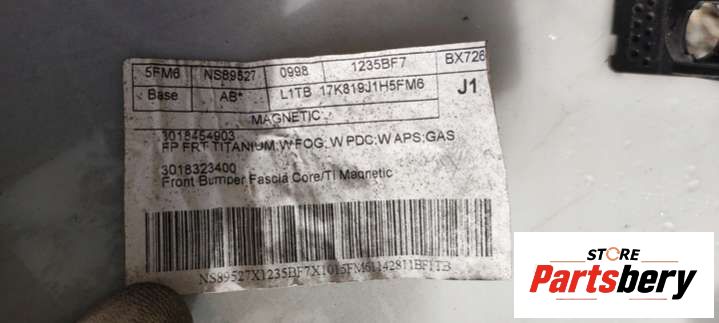 5FM6 NS89527 0998 1235BF7 BX726
Base AB* L1TB 17K819J1H5FM6 J1
MAGNETIC
3018454903
FP FRT TITANIUM;W FOG; W PDC;W APS;GAS
3018323400
Front Bumper Fascia Core/TI Magnetic
NS89527X1235BF7X1015FM61142811BF1TB
STORE
Partsbery